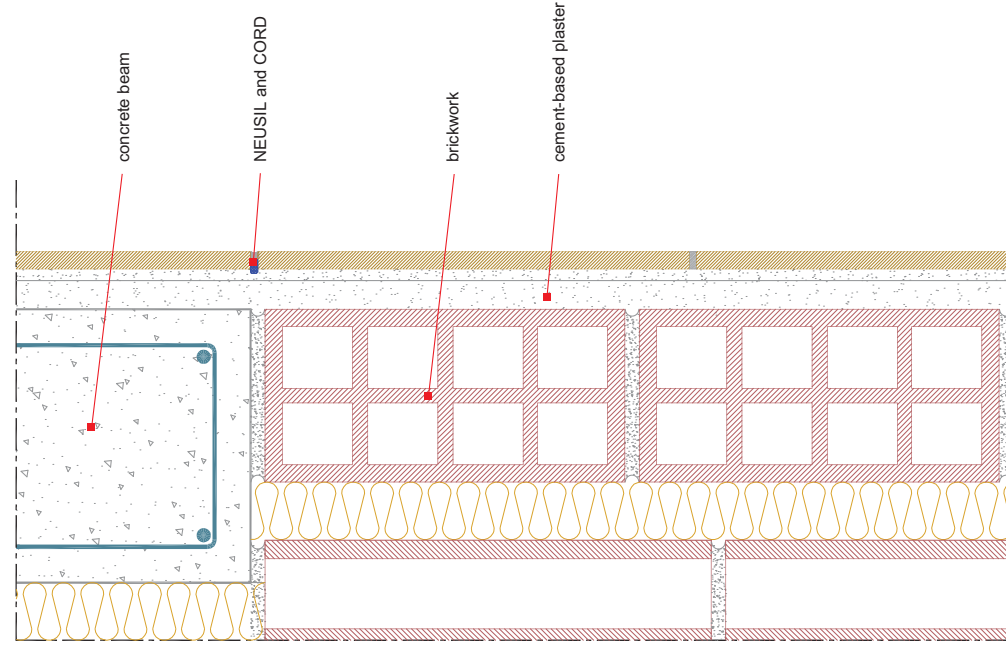 concrete beam
NEUSIL and CORD
brickwork
cement-based plaster